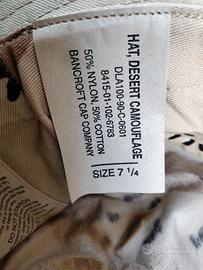 HAT, DESERT CAMOUFLAGE
DLA100-90-C-0601
8415-01-102-6783
50% NYLON, 50% COTTON
BANCROFT CAP COMPANY
SIZE 7 1/4